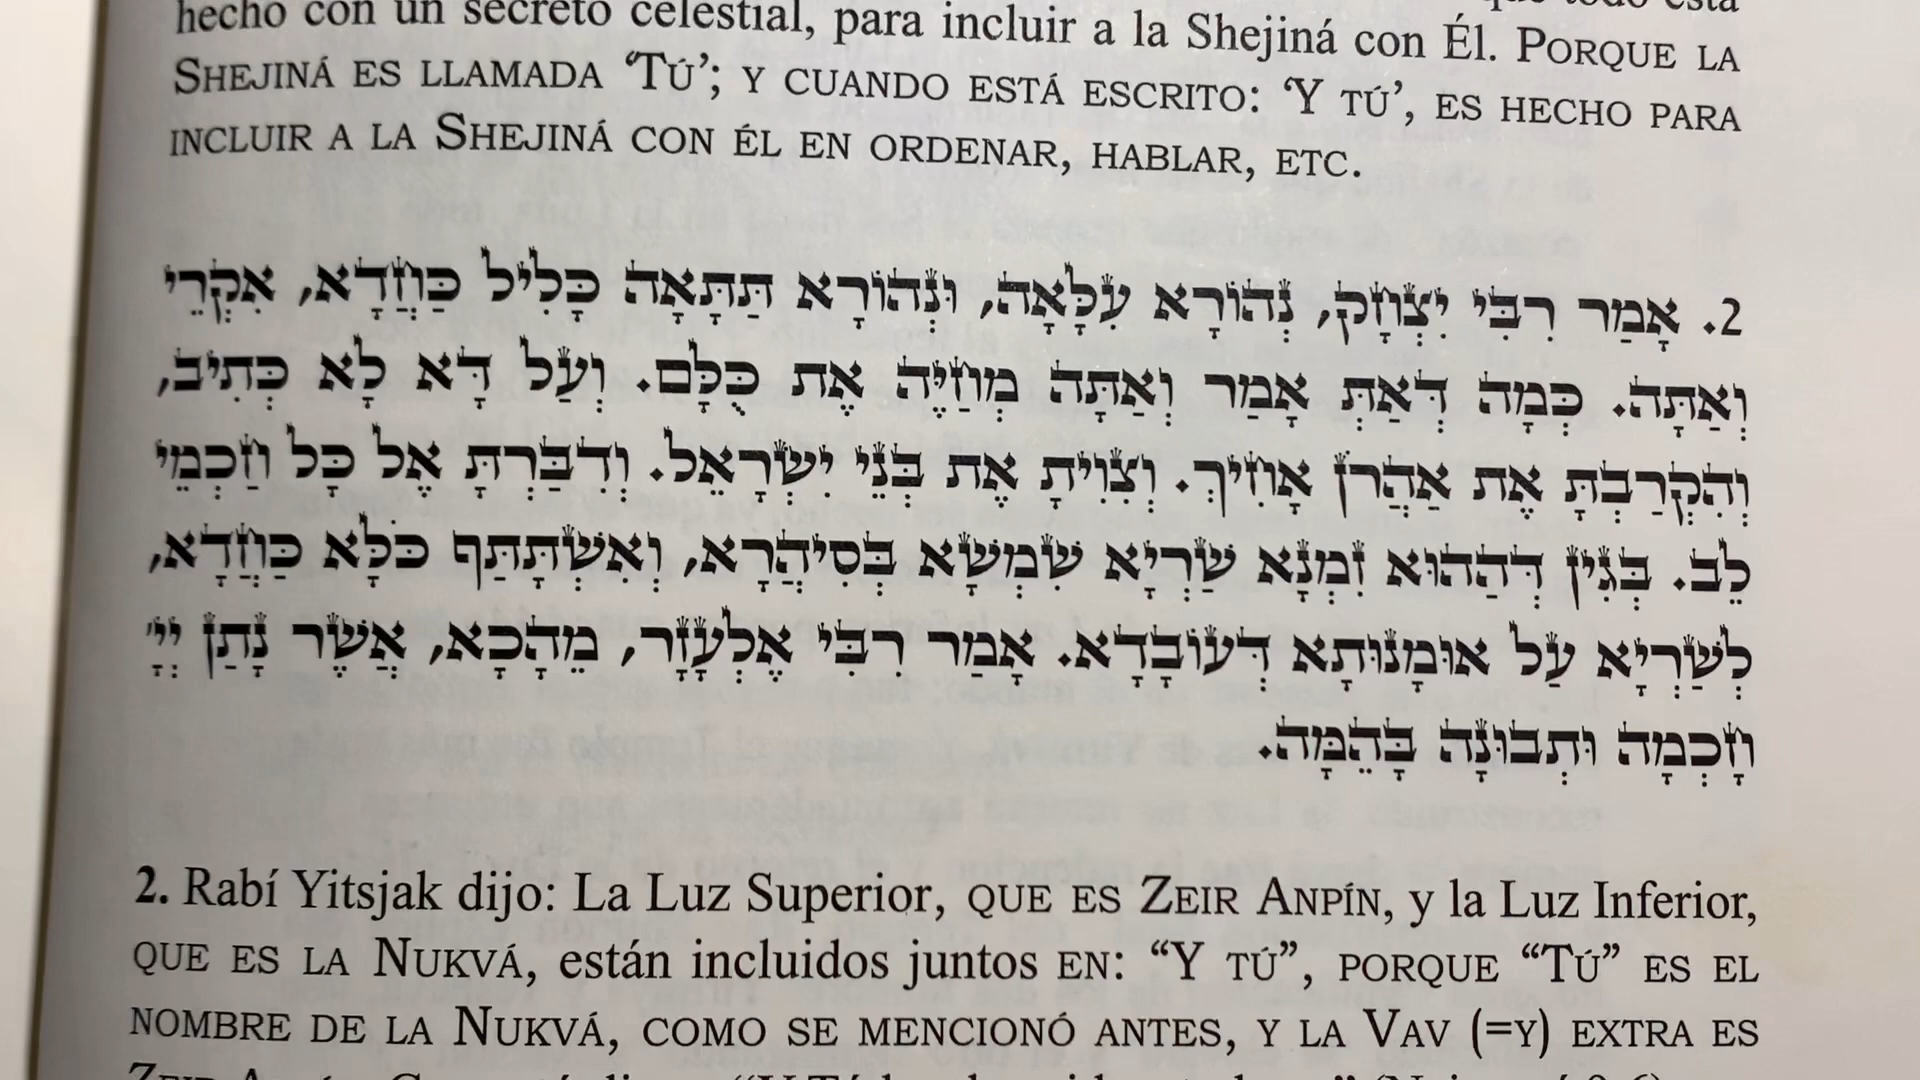 hecho con un secreto celestial, para incluir a la Shejiná con Él. PORQUE LA
SHEJINÁ ES LLAMADA ‘TÚ’; Y CUANDO ESTÁ ESCRITO: ‘Y TÚ’, ES HECHO PARA
INCLUIR A LA SHEJINÁ CON ÉL EN ORDENAR, HABLAR, ETC.
2. אָמַר רִבִּי יִצְחָק, נְהוֹרָא עִלָּאָה, וּנְהוֹרָא תַּתָּאָה כָּלִיל כַּחֲדָא, אִקְרֵי
וְאַתָּה. כְּמָה דְּאַתְּ אָמַר וְאַתָּה מְחַיֶּה אֶת כֻּלָּם. וְעַל דָּא לָא כְּתִיב,
וְהִקְרַבְתָּ אֶת אַהֲרֹן אָחִיךְ. וְצִוִּיתָ אֶת בְּנֵי יִשְׂרָאֵל. וְדִבַּרְתָּ אֶל כָּל חַכְמֵי
לֵב. בְּגִין דְּהַהוּא זִמְנָא שַׁרְיָא שִׁמְשָׁא בְּסִיהֲרָא, וְאִשְׁתָּתַּף כֹּלָּא כַּחֲדָא,
לְשַׁרְיָא עַל אוּמָנוּתָא דְּעוֹבָדָא. אָמַר רִבִּי אֶלְעָזָר, מֵהָכָא, אֲשֶׁר נָתַן יְיָ׳
חָכְמָה וּתְבוּנָה בָּהֵמָּה.
2. Rabí Yitsjak dijo: La Luz Superior, QUE ES ZEIR ANPÍN, y la Luz Inferior,
QUE ES LA NUKVÁ, están incluidos juntos EN: “Y TÚ”, PORQUE “TÚ” ES EL
NOMBRE DE LA NUKVÁ, COMO SE MENCIONÓ ANTES, Y LA VAV (=Y) EXTRA ES